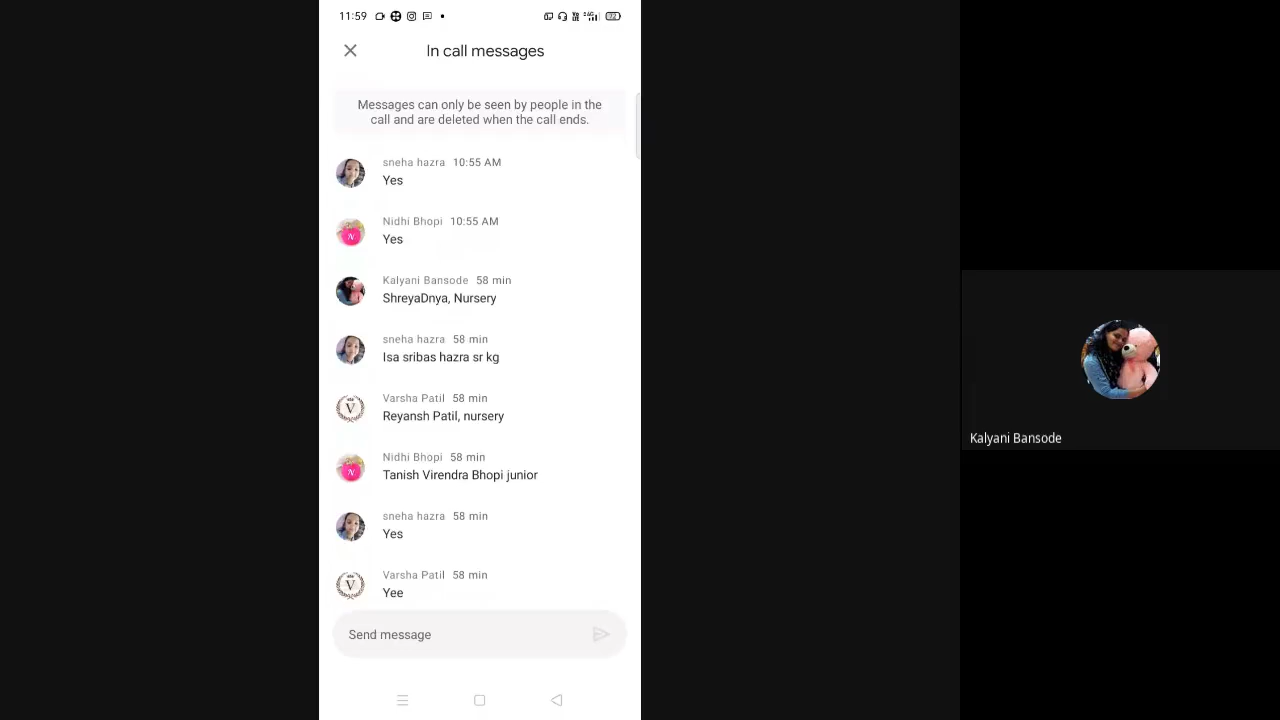 11:59
In call messages
Messages can only be seen by people in the
call and are deleted when the call ends.
sneha hazra 10:55 AM
Yes
Nidhi Bhopi 10:55 AM
Yes
Kalyani Bansode 58 min
ShreyaDnya, Nursery
sneha hazra 58 min
Isa sribas hazra sr kg
Varsha Patil 58 min
Reyansh Patil, nursery
Nidhi Bhopi 58 min
Tanish Virendra Bhopi junior
sneha hazra 58 min
Yes
Varsha Patil 58 min
Yee
Send message
Kalyani Bansode